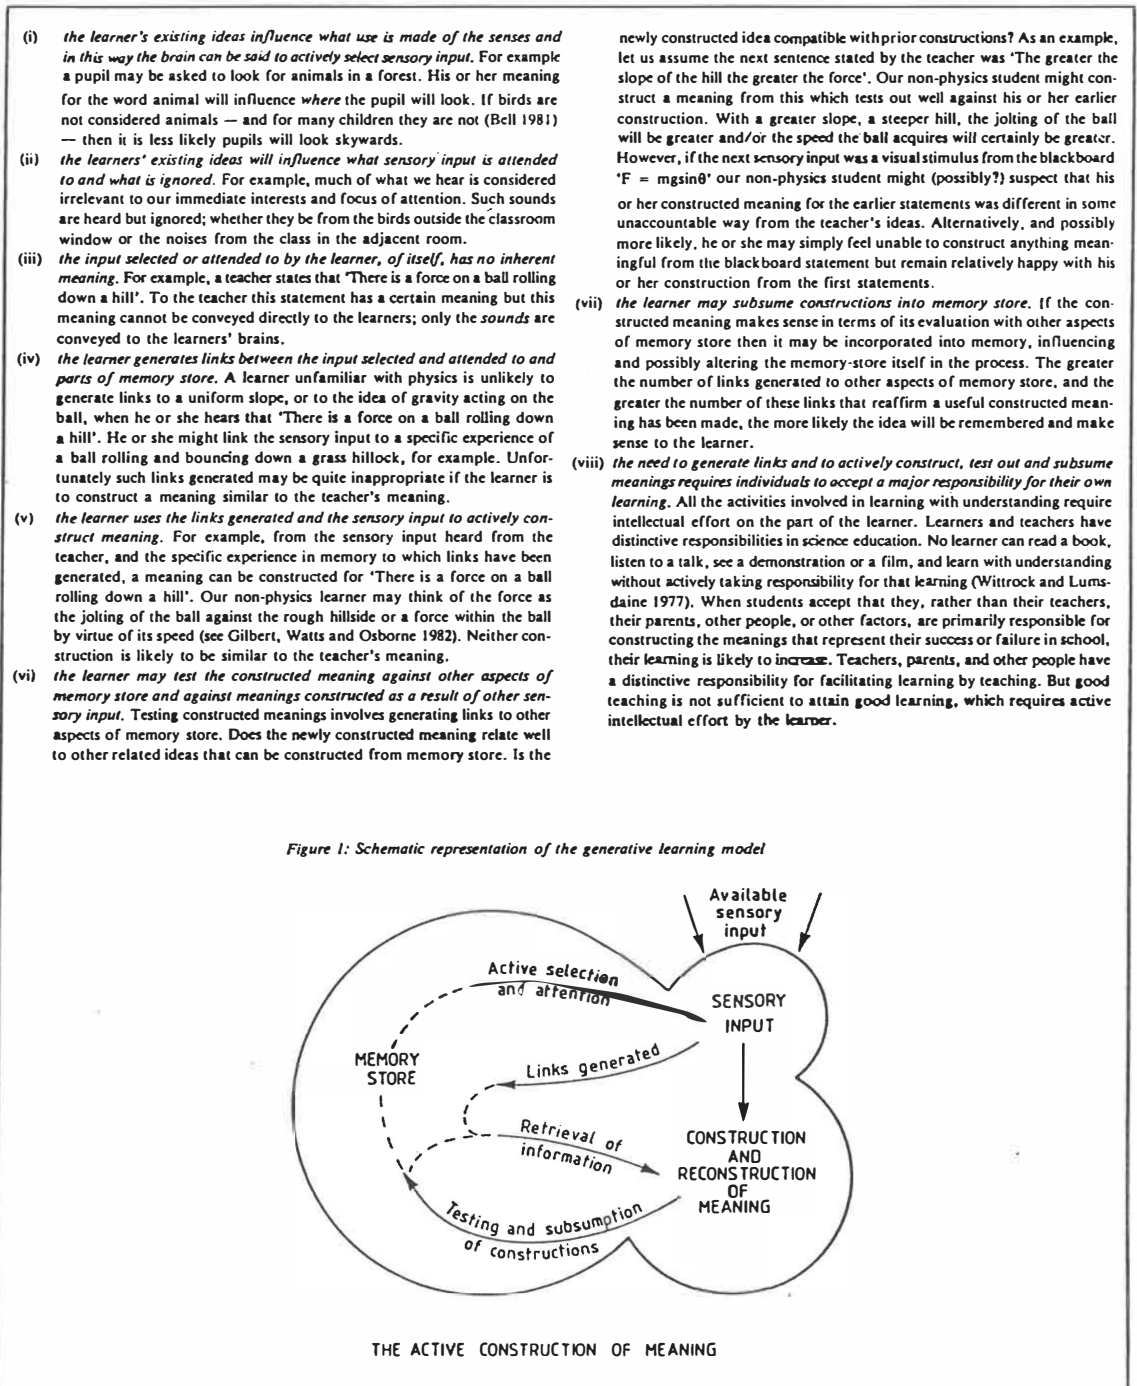 (i) the learner's existing ideas influence what use is made of the senses and
in this way the brain can be said to actively select sensory input. For example
a pupil may be asked to look for animals in a forest. His or her meaning
for the word animal will influence where the pupil will look. If birds are
not considered animals — and for many children they are not (Bell 1981)
— then it is less likely pupils will look skywards.
(ii) the learners' existing ideas will influence what sensory input is attended
to and what is ignored. For example, much of what we hear is considered
irrelevant to our immediate interests and focus of attention. Such sounds
are heard but ignored; whether they be from the birds outside the classroom
window or the noises from the class in the adjacent room.
(iii) the input selected or attended to by the learner, of itself, has no inherent
meaning. For example, a teacher states that 'There is a force on a ball rolling
down a hill'. To the teacher this statement has a certain meaning but this
meaning cannot be conveyed directly to the learners; only the sounds are
conveyed to the learners' brains.
(iv) the learner generates links between the input selected and attended to and
parts of memory store. A learner unfamiliar with physics is unlikely to
generate links to a uniform slope, or to the idea of gravity acting on the
ball, when he or she hears that 'There is a force on a ball rolling down
a hill'. He or she might link the sensory input to a specific experience of
a ball rolling and bouncing down a grass hillock, for example. Unfor-
tunately such links generated may be quite inappropriate if the learner is
to construct a meaning similar to the teacher's meaning.
(v) the learner uses the links generated and the sensory input to actively con-
struct meaning. For example, from the sensory input heard from the
teacher, and the specific experience in memory to which links have been
generated, a meaning can be constructed for 'There is a force on a ball
rolling down a hill'. Our non-physics learner may think of the force as
the jolting of the ball against the rough hillside or a force within the ball
by virtue of its speed (see Gilbert, Watts and Osborne 1982). Neither con-
struction is likely to be similar to the teacher's meaning.
(vi) the learner may test the constructed meaning against other aspects of
memory store and against meanings constructed as a result of other sen-
sory input. Testing constructed meanings involves generating links to other
aspects of memory store. Does the newly constructed meaning relate well
to other related ideas that can be constructed from memory store. Is the
newly constructed idea compatible with prior constructions? As an example,
let us assume the next sentence stated by the teacher was 'The greater the
slope of the hill the greater the force'. Our non-physics student might con-
struct a meaning from this which tests out well against his or her earlier
construction. With a greater slope, a steeper hill, the jolting of the ball
will be greater and/or the speed the ball acquires will certainly be greater.
However, if the next sensory input was a visual stimulus from the blackboard
'F = mgsinθ' our non-physics student might (possibly?) suspect that his
or her constructed meaning for the earlier statements was different in some
unaccountable way from the teacher's ideas. Alternatively, and possibly
more likely, he or she may simply feel unable to construct anything mean-
ingful from the blackboard statement but remain relatively happy with his
or her construction from the first statements.
(vii) the learner may subsume constructions into memory store. If the con-
structed meaning makes sense in terms of its evaluation with other aspects
of memory store then it may be incorporated into memory, influencing
and possibly altering the memory-store itself in the process. The greater
the number of links generated to other aspects of memory store, and the
greater the number of these links that reaffirm a useful constructed mean-
ing has been made, the more likely the idea will be remembered and make
sense to the learner.
(viii) the need to generate links and to actively construct, test out and subsume
meanings requires individuals to accept a major responsibility for their own
learning. All the activities involved in learning with understanding require
intellectual effort on the part of the learner. Learners and teachers have
distinctive responsibilities in science education. No learner can read a book,
listen to a talk, see a demonstration or a film, and learn with understanding
without actively taking responsibility for that learning (Wittrock and Lums-
daine 1977). When students accept that they, rather than their teachers,
their parents, other people, or other factors, are primarily responsible for
constructing the meanings that represent their success or failure in school,
their learning is likely to increase. Teachers, parents, and other people have
a distinctive responsibility for facilitating learning by teaching. But good
teaching is not sufficient to attain good learning, which requires active
intellectual effort by the learner.
Figure 1: Schematic representation of the generative learning model
Available
sensory
input
Active selection
and attention
SENSORY
INPUT
MEMORY
STORE
Links generated
Retrieval of
information
CONSTRUCTION
AND
RECONSTRUCTION
OF
MEANING
Testing and subsumption
of constructions
THE ACTIVE CONSTRUCTION OF MEANING